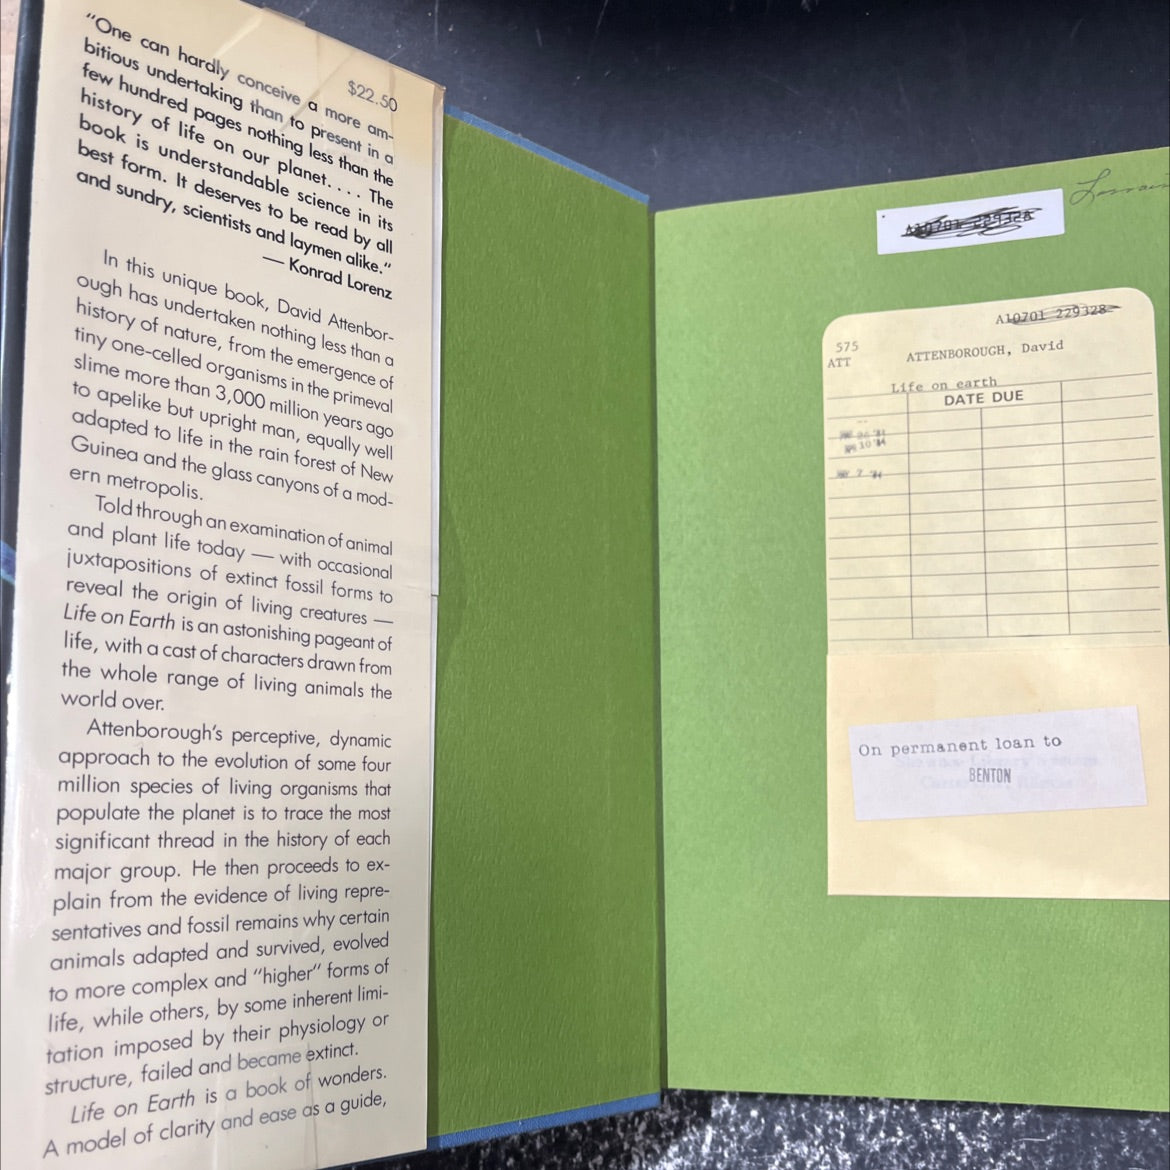 $22.50
“One can hardly conceive a more am-
bitious undertaking than to present in a
few hundred pages nothing less than the
history of life on our planet. . . . The
book is understandable science in its
best form. It deserves to be read by all
and sundry, scientists and laymen alike.”
— Konrad Lorenz
In this unique book, David Attenbor-
ough has undertaken nothing less than a
history of nature, from the emergence of
tiny one-celled organisms in the primeval
slime more than 3,000 million years ago
to apelike but upright man, equally well
adapted to life in the rain forest of New
Guinea and the glass canyons of a mod-
ern metropolis.
Told through an examination of animal
and plant life today — with occasional
juxtapositions of extinct fossil forms to
reveal the origin of living creatures —
Life on Earth is an astonishing pageant of
life, with a cast of characters drawn from
the whole range of living animals the
world over.
Attenborough’s perceptive, dynamic
approach to the evolution of some four
million species of living organisms that
populate the planet is to trace the most
significant thread in the history of each
major group. He then proceeds to ex-
plain from the evidence of living repre-
sentatives and fossil remains why certain
animals adapted and survived, evolved
to more complex and “higher” forms of
life, while others, by some inherent limi-
tation imposed by their physiology or
structure, failed and became extinct.
Life on Earth is a book of wonders.
A model of clarity and ease as a guide,
A10701 229328
A10701 229328
575
ATT
ATTENBOROUGH, David
Life on earth
DATE DUE
On permanent loan to
BENTON